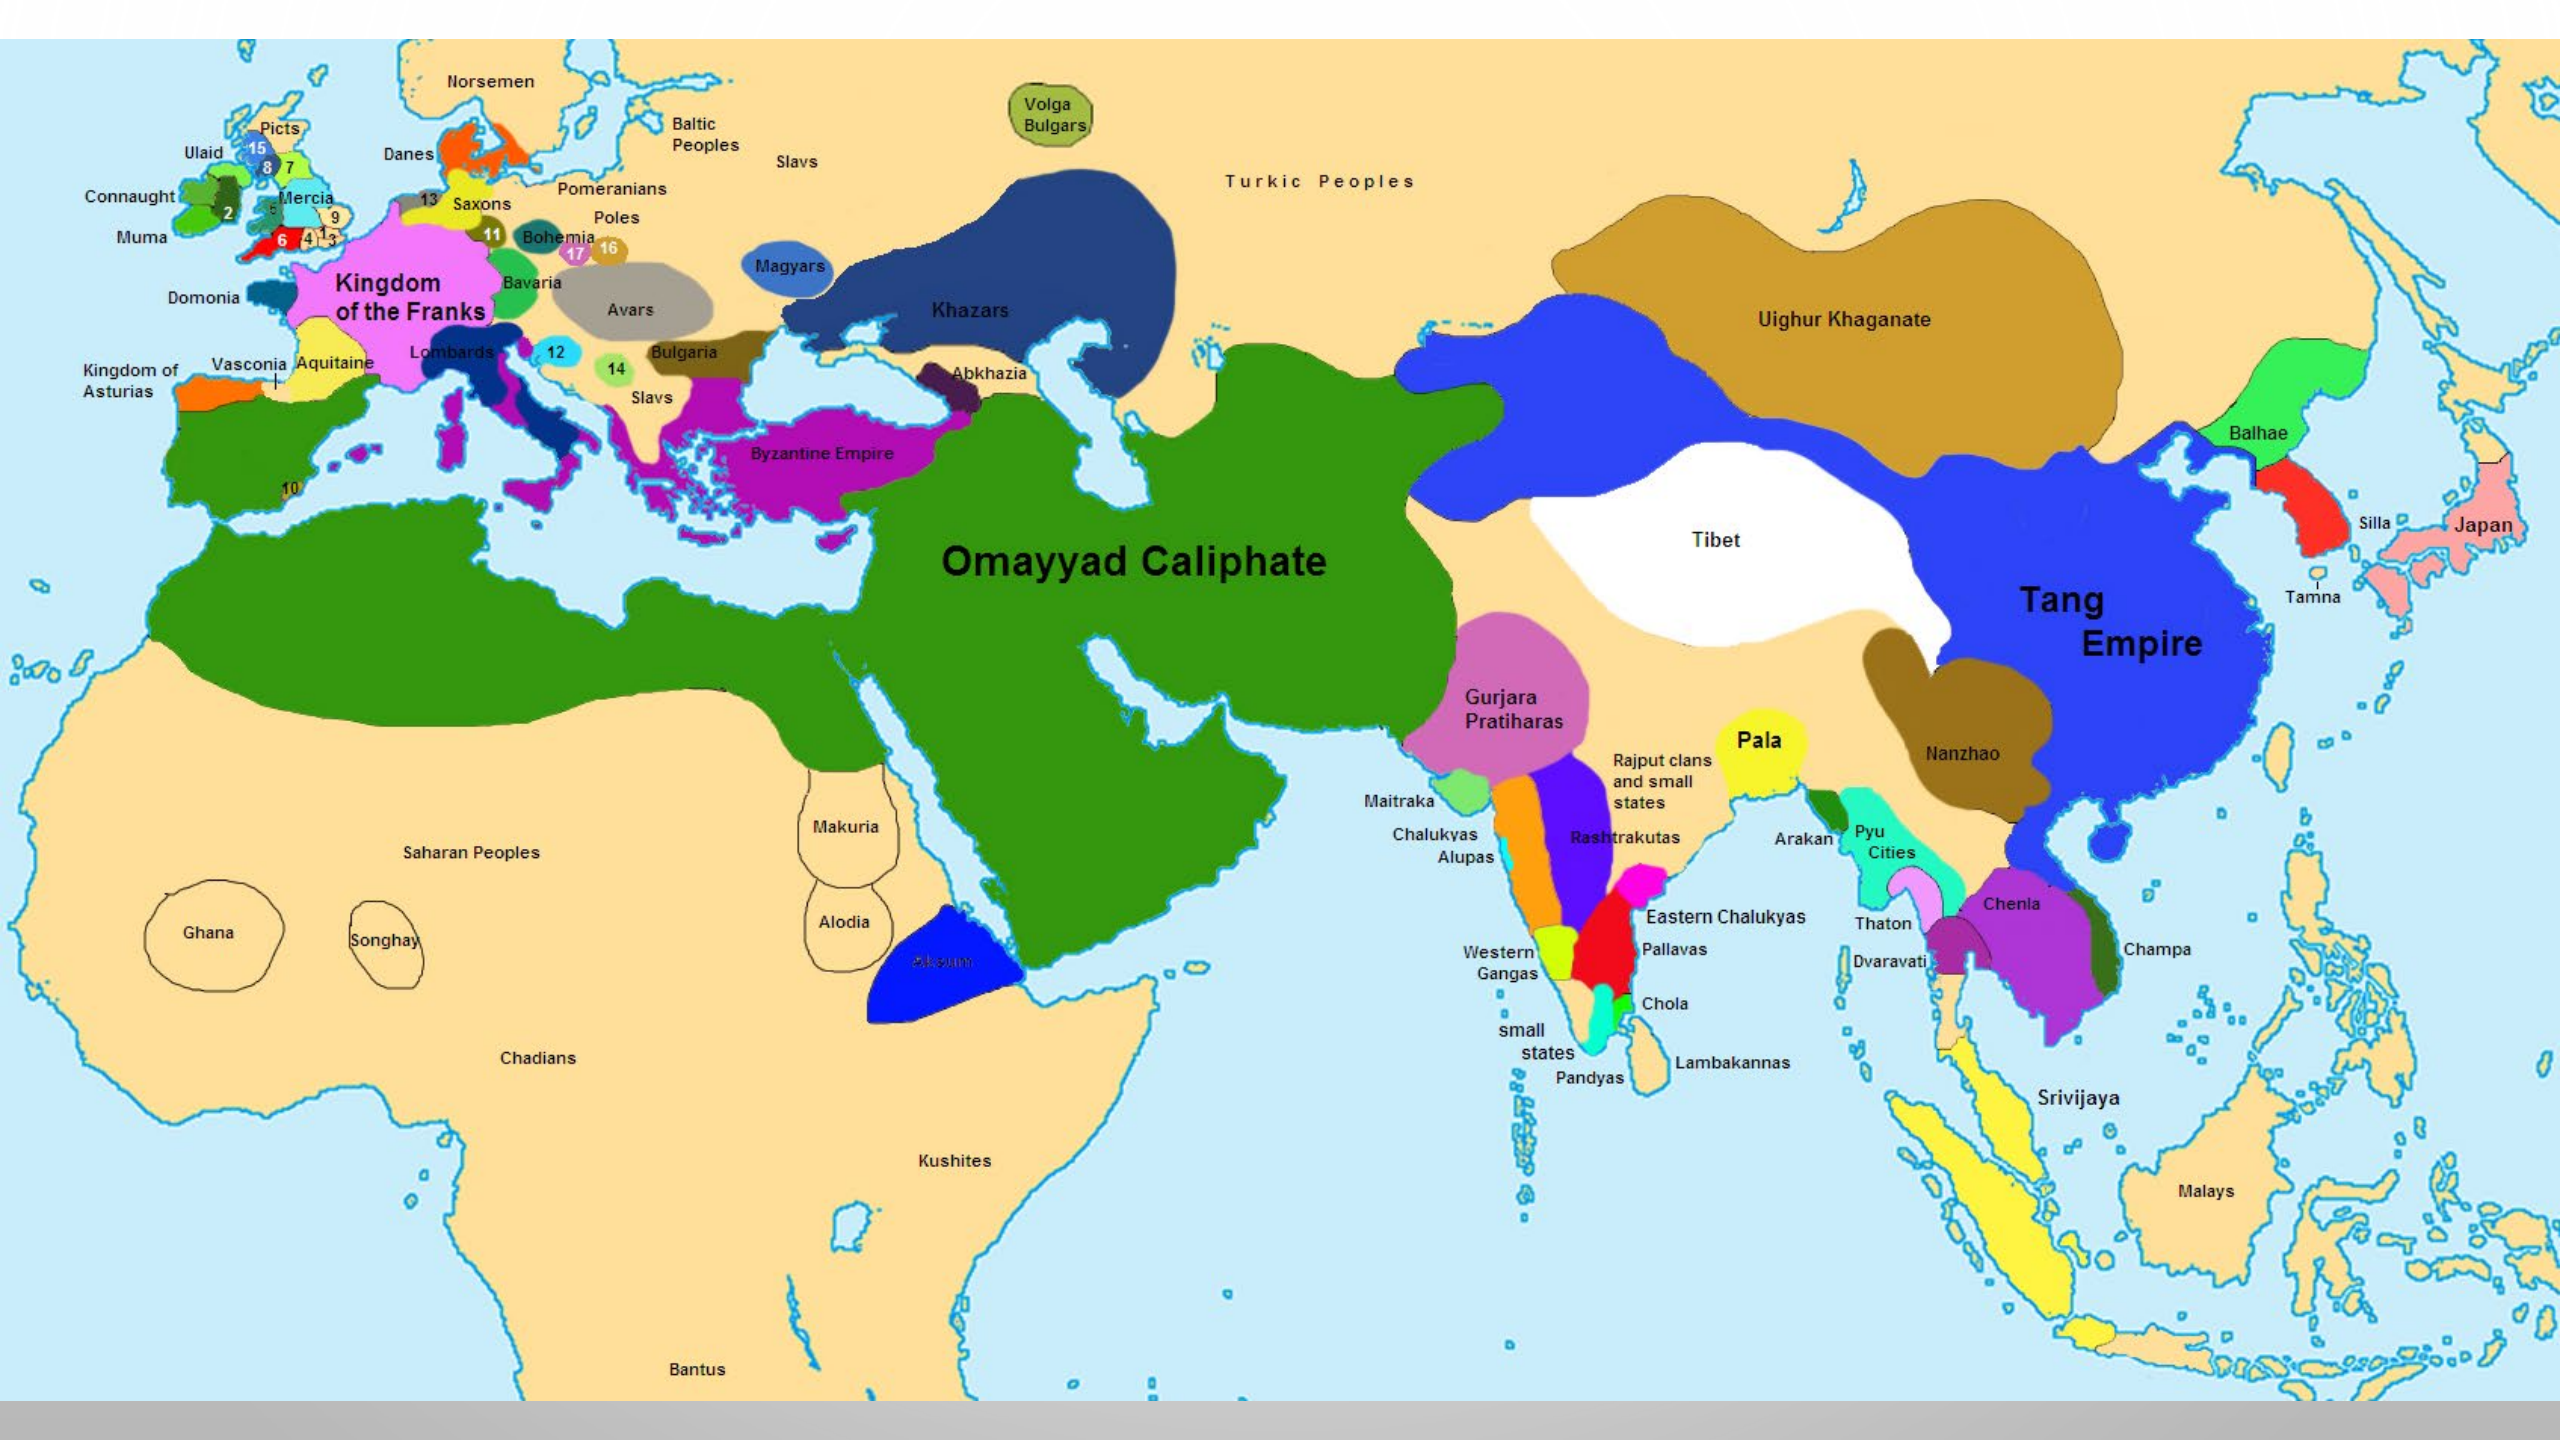 Norsemen
Volga
Bulgars
Picts
Baltic
Peoples
15
Ulaid
Danes
Slavs
8
7
Turkic Peoples
Connaught
Mercia
13
Saxons
Pomeranians
2
5
9
Poles
Muma
6
4
1
3
11
Bohemia
17
16
Magyars
Kingdom
of the Franks
Bavaria
Domonia
Avars
Khazars
Uighur Khaganate
Lombards
12
Bulgaria
Vasconia
Aquitaine
Kingdom of
Asturias
14
Abkhazia
Slavs
Balhae
Byzantine Empire
10
Silla
Japan
Tibet
Omayyad Caliphate
Tang
Empire
Tamna
Gurjara
Pratiharas
Pala
Nanzhao
Rajput clans
and small
states
Maitraka
Makuria
Chalukyas
Rashtrakutas
Arakan
Pyu
Cities
Alupas
Saharan Peoples
Chenla
Ghana
Songhay
Alodia
Eastern Chalukyas
Thaton
Western
Gangas
Pallavas
Dvaravati
Champa
Aksum
Chola
small
states
Chadians
Lambakannas
Pandyas
Srivijaya
Kushites
Malays
Bantus